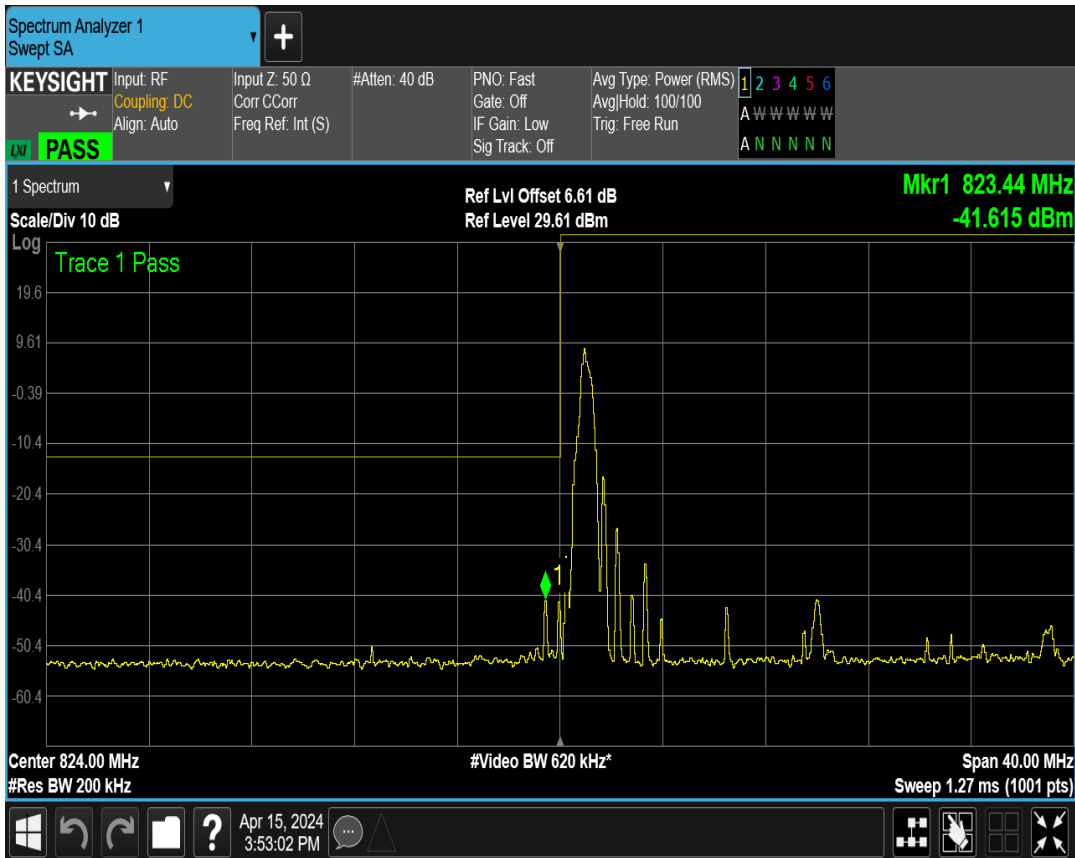 Spectrum Analyzer 1
Swept SA
+
KEYSIGHT
LXI PASS
Input: RF
Coupling: DC
Align: Auto
Input Z: 50 Ω
Corr CCorr
Freq Ref: Int (S)
#Atten: 40 dB
PNO: Fast
Gate: Off
IF Gain: Low
Sig Track: Off
Avg Type: Power (RMS)
Avg|Hold: 100/100
Trig: Free Run
1 2 3 4 5 6
A W W W W W
A N N N N N
1 Spectrum
Scale/Div 10 dB
Ref Lvl Offset 6.61 dB
Ref Level 29.61 dBm
Mkr1 823.44 MHz
-41.615 dBm
Log
Trace 1 Pass
19.6
9.61
-0.39
-10.4
-20.4
-30.4
1
-40.4
-50.4
-60.4
Center 824.00 MHz
#Video BW 620 kHz*
Span 40.00 MHz
#Res BW 200 kHz
Sweep 1.27 ms (1001 pts)
?
Apr 15, 2024
3:53:02 PM